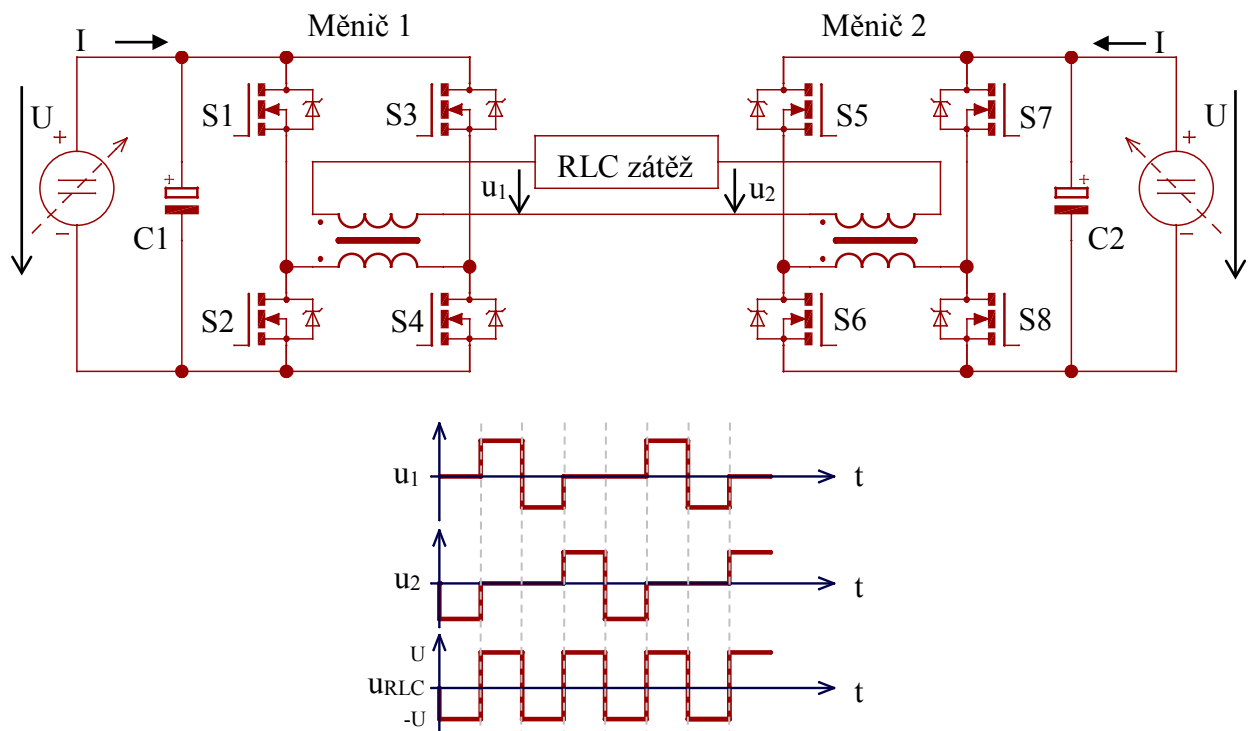 Měnič 1
Měnič 2
I
I
U
U
S1
S3
S5
S7
+
+
+
+
RLC zátěž
u1
u2
C1
C2
−
−
S2
S4
S6
S8
u1
t
u2
t
U
uRLC
t
-U